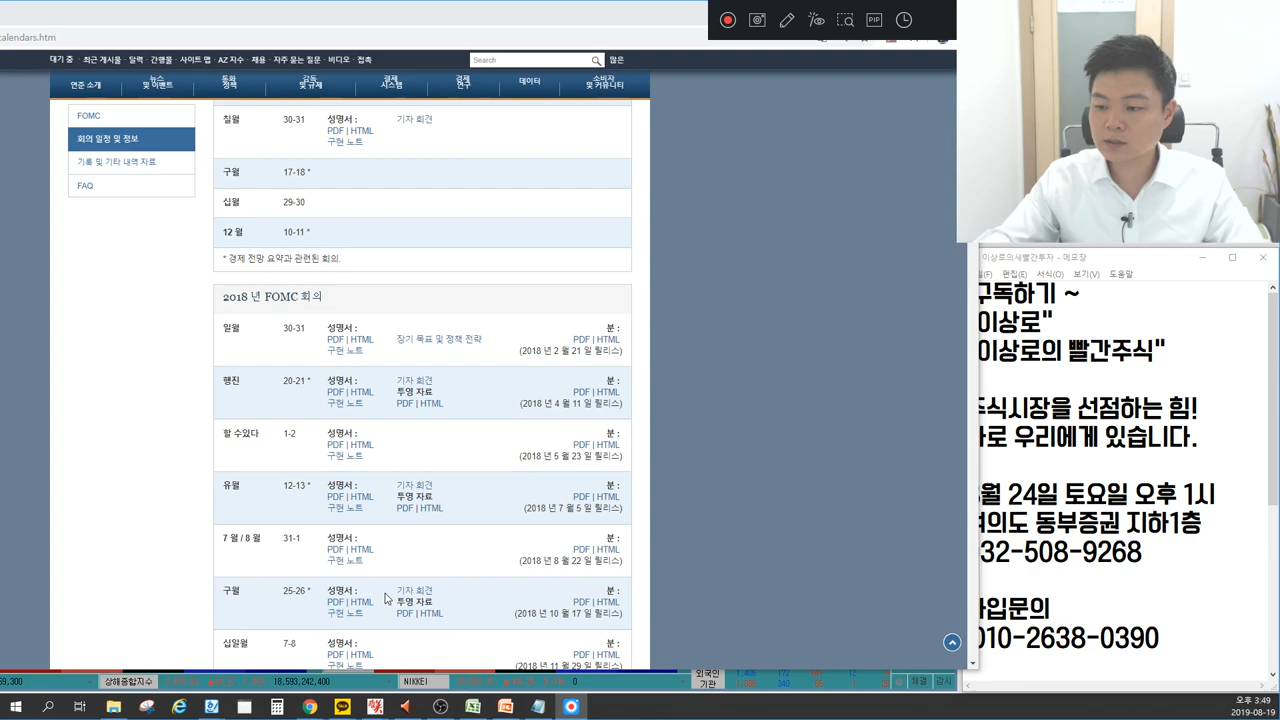 calendars.htm
대기 중 · 최근 게시물 · 달력 · 간행물 · 사이트 맵 · AZ 지수 · 채용 · 자주 묻는 질문 · 비디오 · 접촉
Search
많은
연준 소개
뉴스
및 이벤트
통화
정책
감독
및 규제
경제
시스템
경제
연구
데이터
소비자
및 커뮤니티
FOMC
회의 일정 및 정보
기록 및 기타 내역 자료
FAQ
칠월 30-31 성명서 : 기자 회견
PDF | HTML
구현 노트
구월 17-18 *
십월 29-30
12 월 10-11 *
* 경제 전망 요약과 관련된 회의.
2018 년 FOMC 회의
일월 30-31 성명서 : 분 :
PDF | HTML 장기 목표 및 정책 전략 PDF | HTML
구현 노트 (2018 년 2 월 21 일 릴리스)
행진 20-21 * 성명서 : 기자 회견 분 :
PDF | HTML 투영 자료 PDF | HTML
구현 노트 PDF | HTML (2018 년 4 월 11 일 릴리스)
할 수있다 1-2 성명서 : 분 :
PDF | HTML PDF | HTML
구현 노트 (2018 년 5 월 23 일 릴리스)
유월 12-13 * 성명서 : 기자 회견 분 :
PDF | HTML 투영 자료 PDF | HTML
구현 노트 PDF | HTML (2018 년 7 월 5 일 릴리스)
7 월 / 8 월 31-1 성명서 : 분 :
PDF | HTML PDF | HTML
구현 노트 (2018 년 8 월 22 일 릴리스)
구월 25-26 * 성명서 : 기자 회견 분 :
PDF | HTML 투영 자료 PDF | HTML
구현 노트 PDF | HTML (2018 년 10 월 17 일 릴리스)
십일월 7-8 성명서 : 분 :
PDF | HTML PDF | HTML
구현 노트 (2018 년 11 월 29 일 릴리스)
PIP
이상로의새빨간투자 - 메모장
편집(E) 서식(O) 보기(V) 도움말
구독하기 ~
이상로"
이상로의 빨간주식"
주식시장을 선점하는 힘!
바로 우리에게 있습니다.
월 24일 토요일 오후 1시
여의도 동부증권 지하1층
32-508-9268
가입문의
010-2638-0390
상해종합지수
18,593,242,400
NIKKEI
0
외국인
기관
체결
감시
오후 3:49
2019-08-19